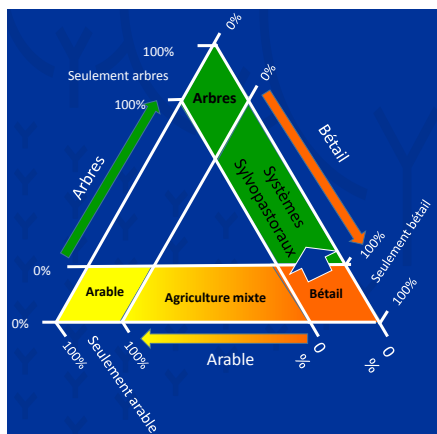 0%
100%
Seulement arbres
0%
100%
Arbres
Bétail
Arbres
Systèmes
Sylvopastoraux
100%
Seulement bétail
0%
Arable
Agriculture mixte
Bétail
100%
0%
100%
Seulement arable
100%
Arable
0
%
0
%